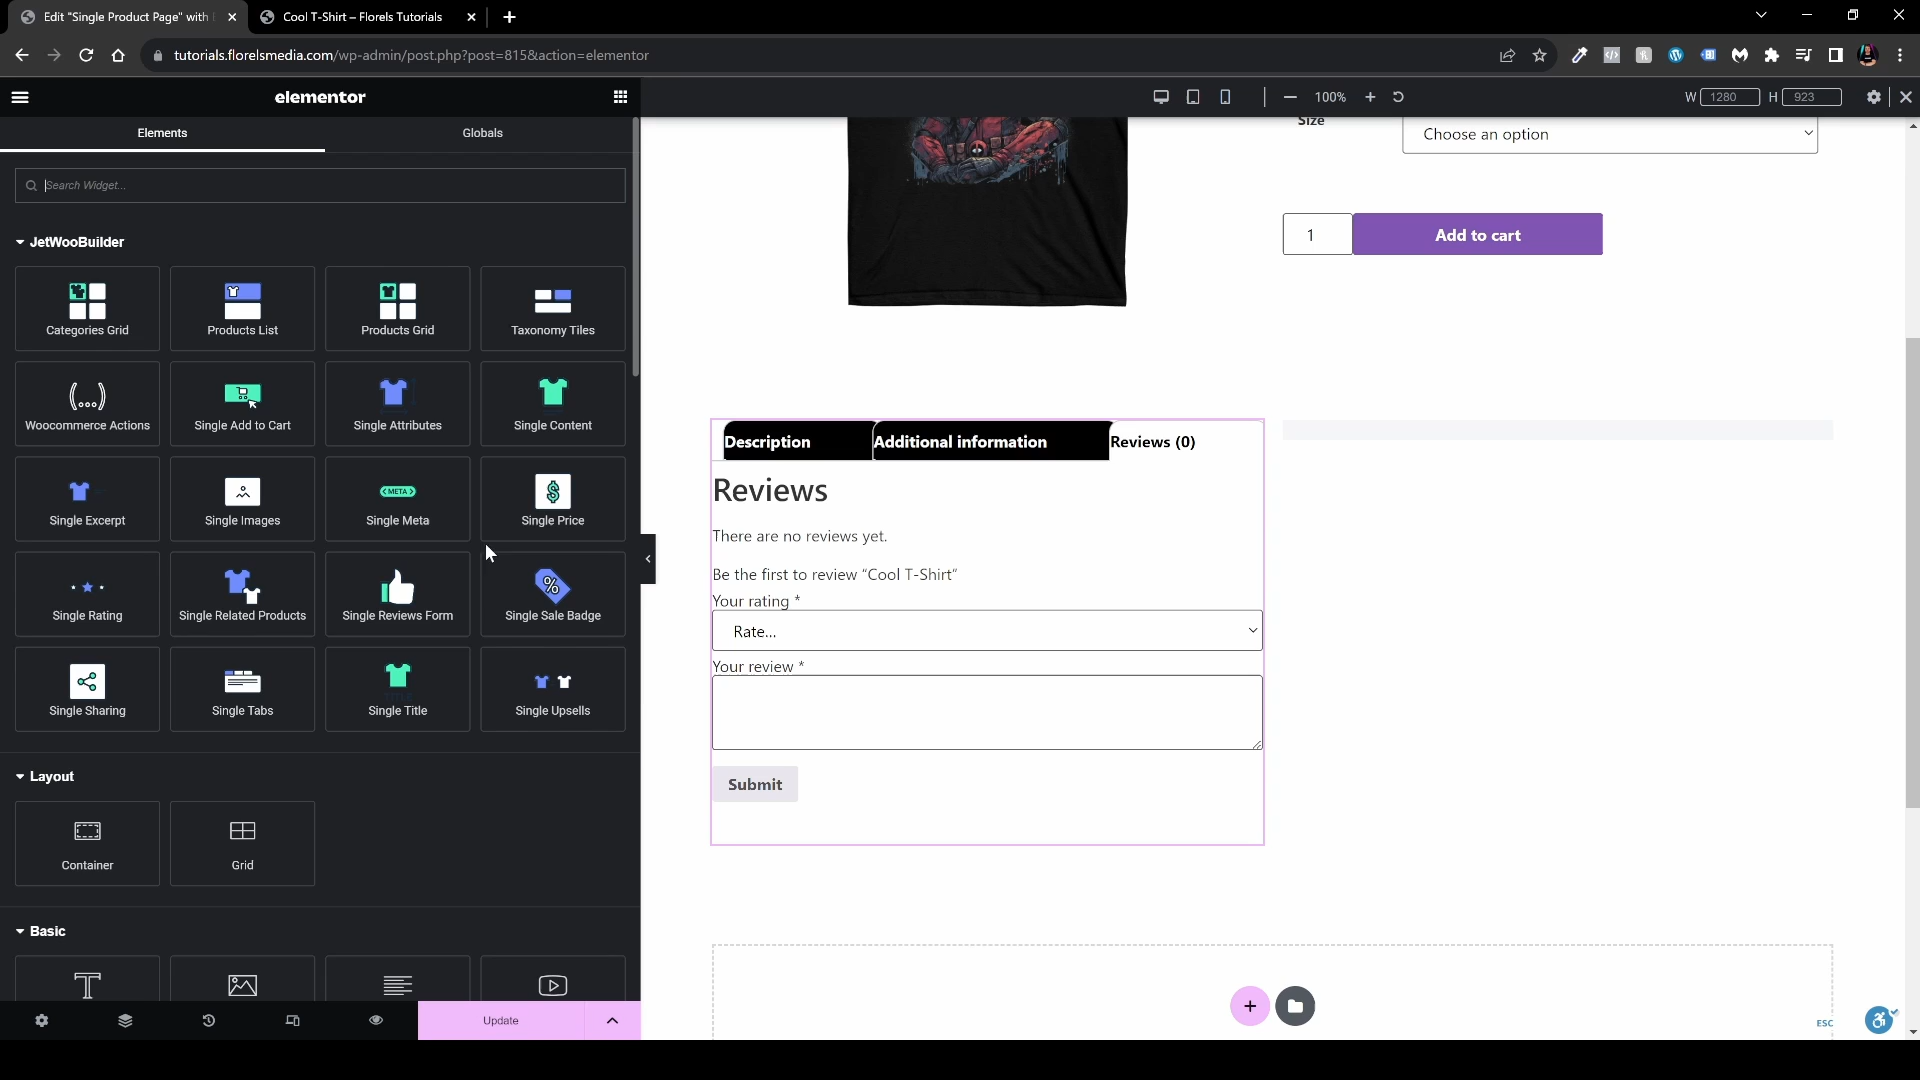 Edit "Single Product Page" with
Cool T-Shirt – Florels Tutorials
tutorials.florelsmedia.com/wp-admin/post.php?post=815&action=elementor
elementor
100%
W 1280 H 923
Elements
Globals
Search Widget...
JetWooBuilder
Categories Grid
Products List
Products Grid
Taxonomy Tiles
(...)
Woocommerce Actions
Single Add to Cart
Single Attributes
Single Content
< META >
Single Excerpt
Single Images
Single Meta
Single Price
Single Rating
Single Related Products
Single Reviews Form
Single Sale Badge
Single Sharing
Single Tabs
Single Title
Single Upsells
Layout
Container
Grid
Basic
Update
Size
Choose an option
1
Add to cart
Description
Additional information
Reviews (0)
Reviews
There are no reviews yet.
Be the first to review “Cool T-Shirt”
Your rating *
Rate...
Your review *
Submit
ESC